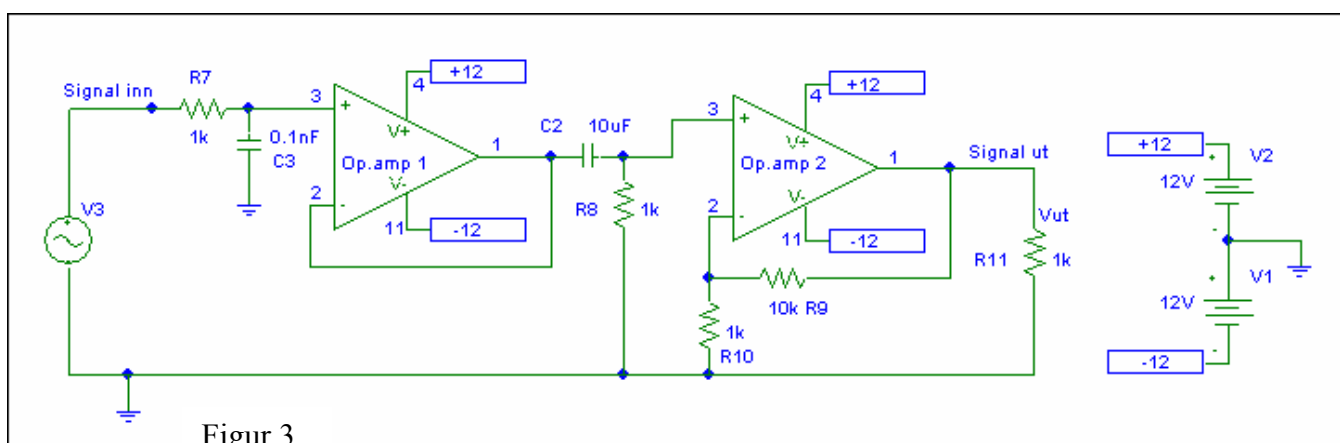 Signal inn
R7
1k
0.1nF
C3
V3
3
+
2
-
4
+12
V+
Op.amp 1
V-
11
-12
1
C2
10uF
R8
1k
3
+
2
-
4
+12
V+
Op.amp 2
V-
11
-12
1
Signal ut
10k R9
1k
R10
Vut
R11
1k
+12
+
V2
12V
-
+
V1
12V
-
-12
Figur 3